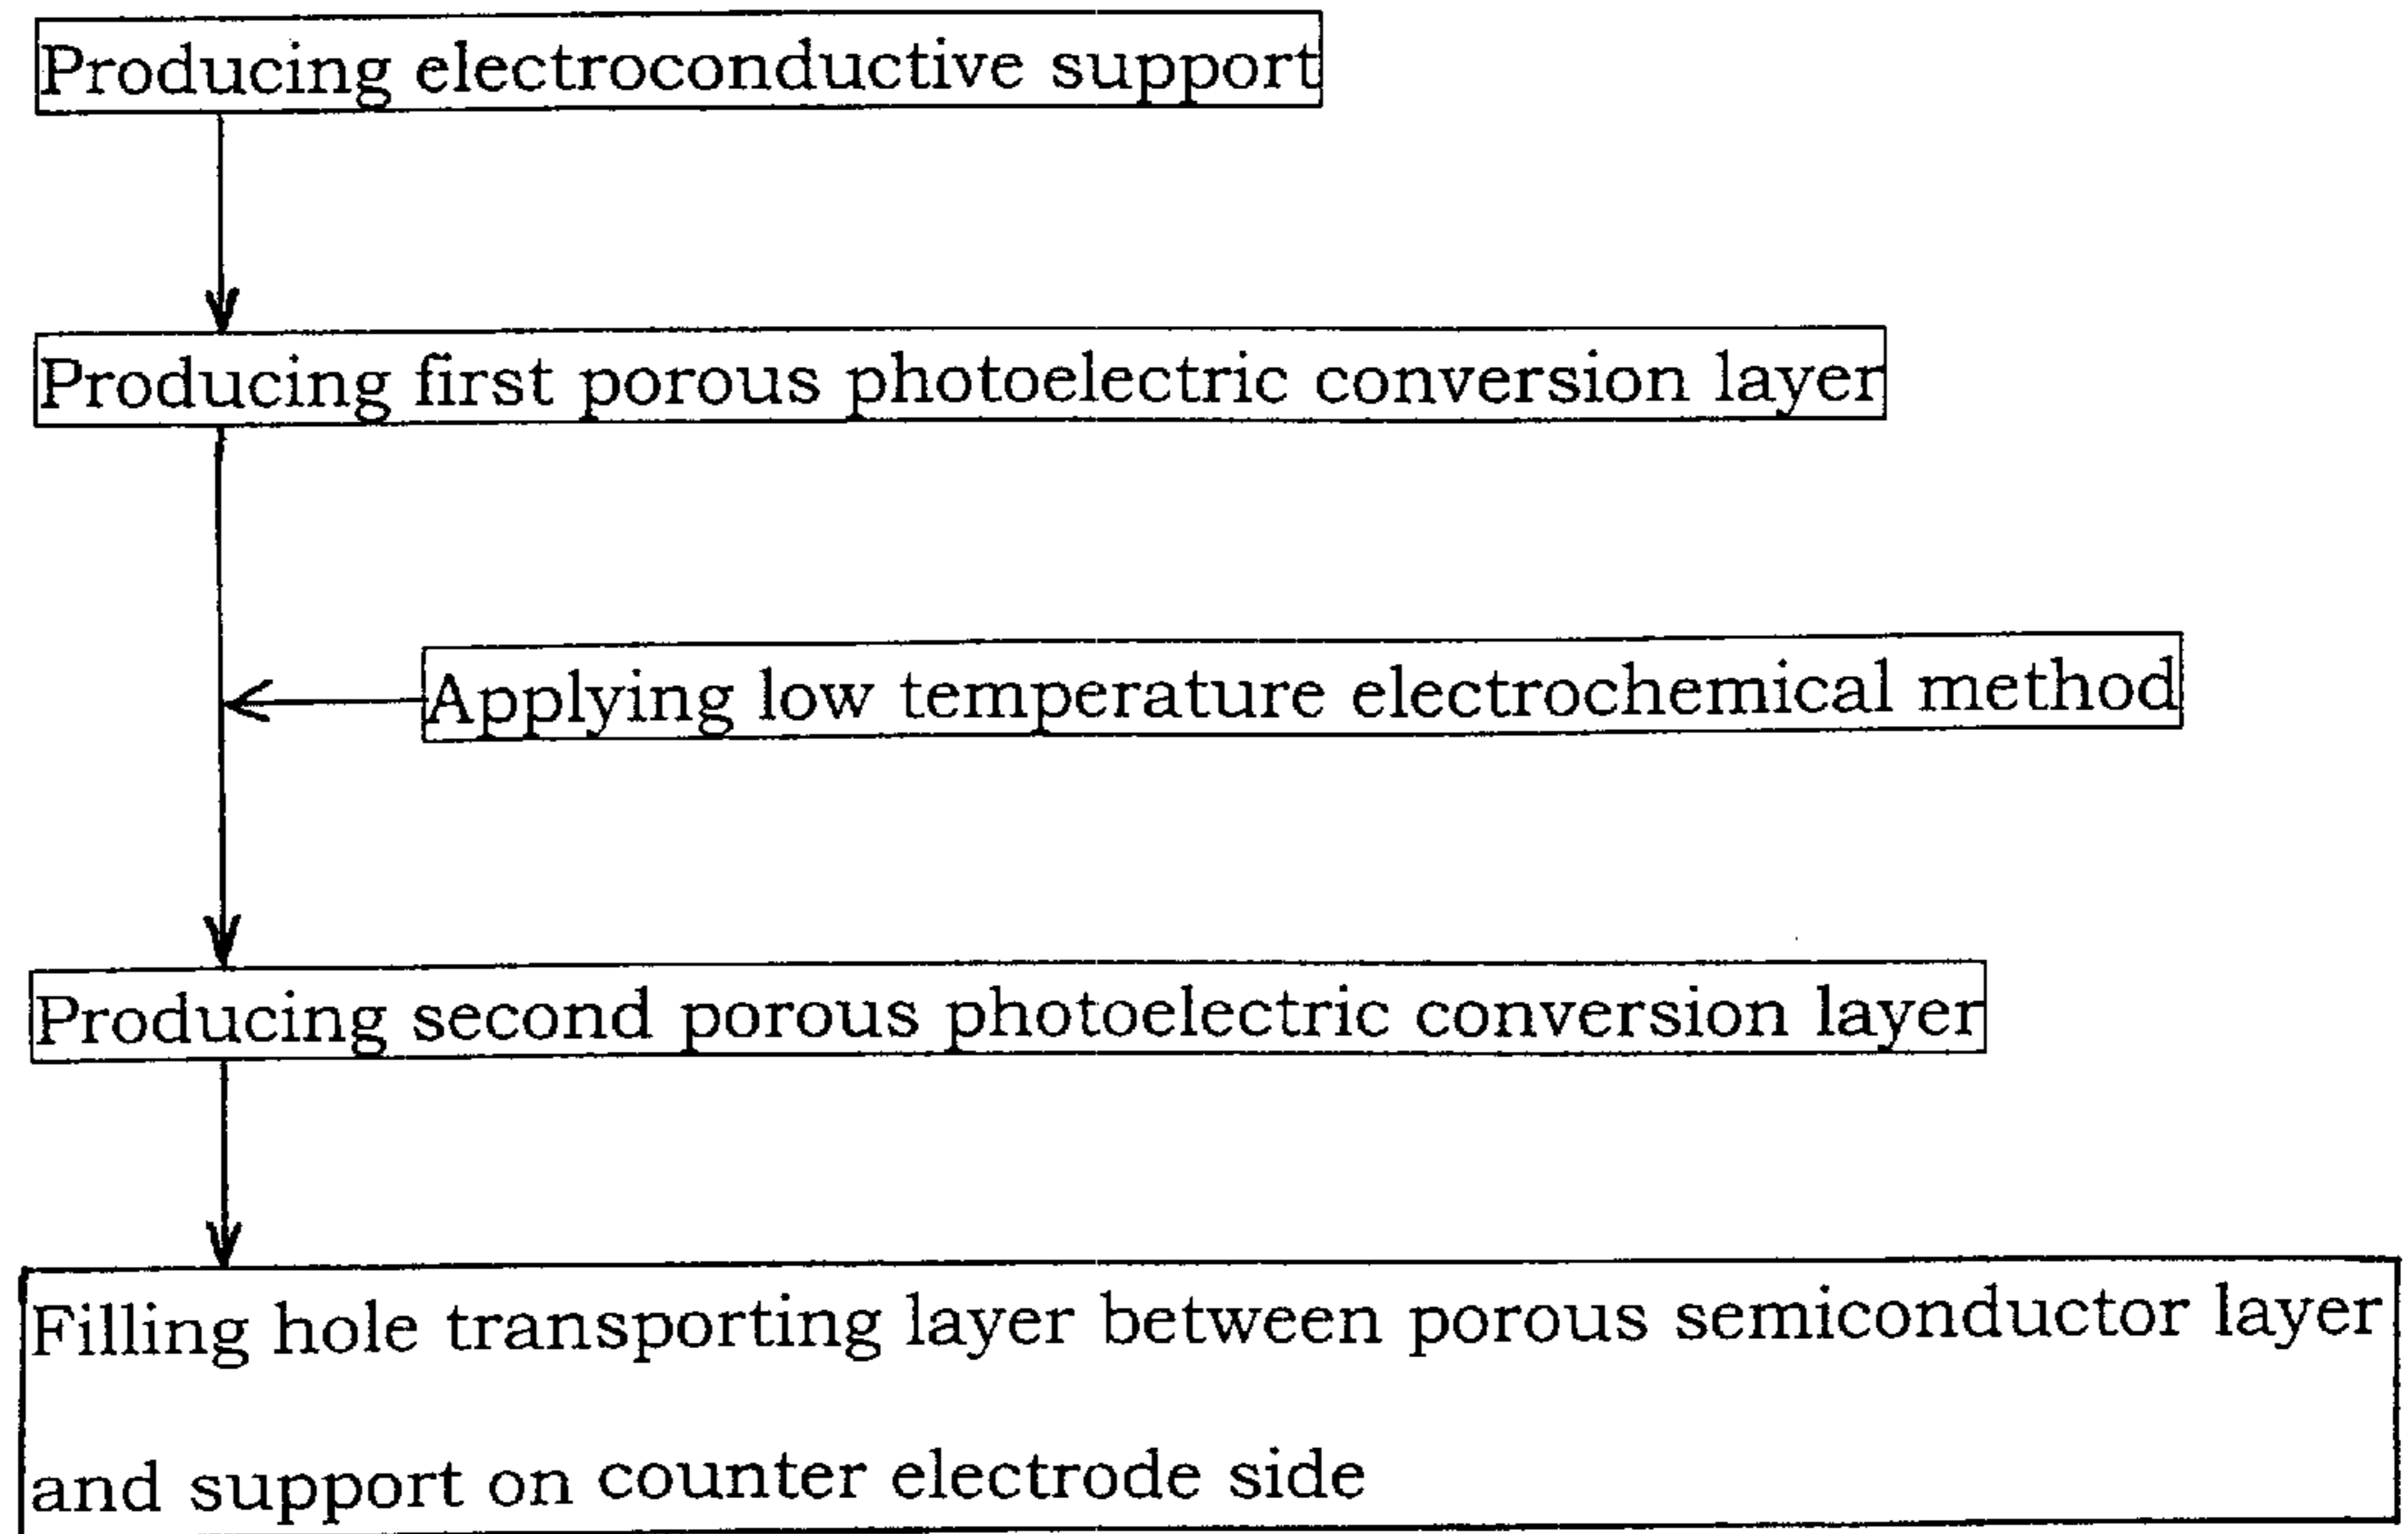 Producing electroconductive support
Producing first porous photoelectric conversion layer
Applying low temperature electrochemical method
Producing second porous photoelectric conversion layer
Filling hole transporting layer between porous semiconductor layer
and support on counter electrode side